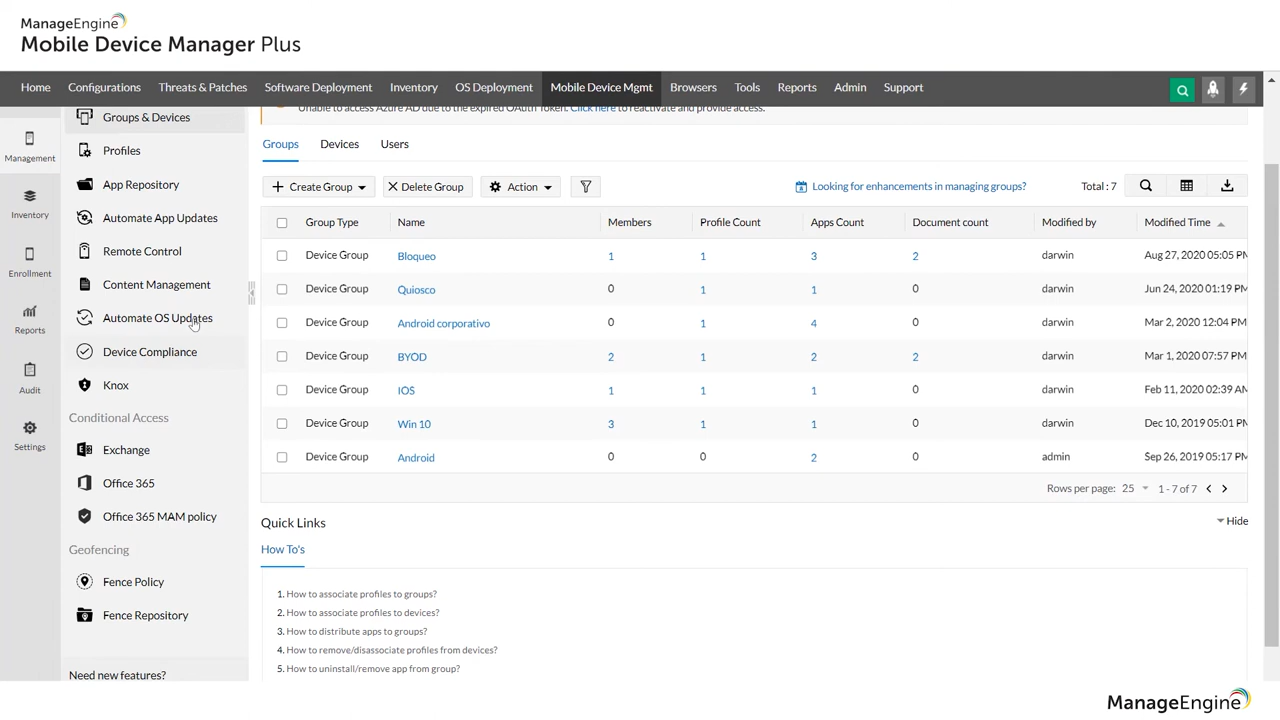 ManageEngine
Mobile Device Manager Plus
Home Configurations Threats & Patches Software Deployment Inventory OS Deployment Mobile Device Mgmt Browsers Tools Reports Admin Support
Unable to access Azure AD due to the expired OAuth Token. Click here to reactivate and provide access.
Management
Inventory
Enrollment
Reports
Audit
Settings
Groups & Devices
Profiles
App Repository
Automate App Updates
Remote Control
Content Management
Automate OS Updates
Device Compliance
Knox
Conditional Access
Exchange
Office 365
Office 365 MAM policy
Geofencing
Fence Policy
Fence Repository
Need new features?
Groups Devices Users
Create Group Delete Group Action Looking for enhancements in managing groups? Total : 7
Group Type Name Members Profile Count Apps Count Document count Modified by Modified Time
Device Group Bloqueo 1 1 3 2 darwin Aug 27, 2020 05:05 PM
Device Group Quiosco 0 1 1 0 darwin Jun 24, 2020 01:19 PM
Device Group Android corporativo 0 1 4 0 darwin Mar 2, 2020 12:04 PM
Device Group BYOD 2 1 2 2 darwin Mar 1, 2020 07:57 PM
Device Group IOS 1 1 1 0 darwin Feb 11, 2020 02:39 AM
Device Group Win 10 3 1 1 0 darwin Dec 10, 2019 05:01 PM
Device Group Android 0 0 2 0 admin Sep 26, 2019 05:17 PM
Rows per page: 25 1 - 7 of 7
Quick Links Hide
How To's
1. How to associate profiles to groups?
2. How to associate profiles to devices?
3. How to distribute apps to groups?
4. How to remove/disassociate profiles from devices?
5. How to uninstall/remove app from group?
ManageEngine